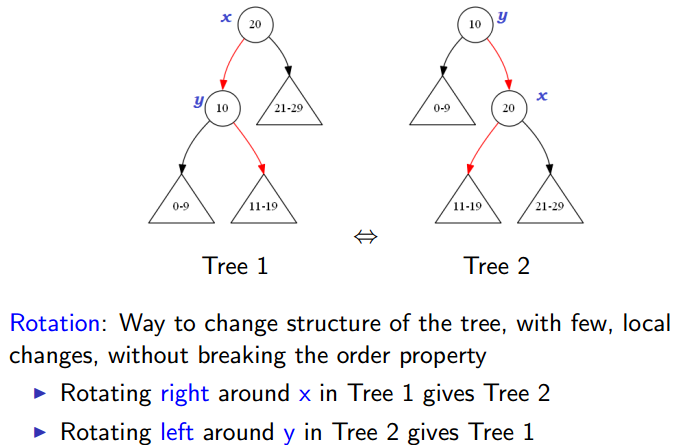 x 20 10 y
y 10 21-29 0-9 20 x
0-9 11-19 11-19 21-29
⇔
Tree 1 Tree 2
Rotation: Way to change structure of the tree, with few, local
changes, without breaking the order property
▶ Rotating right around x in Tree 1 gives Tree 2
▶ Rotating left around y in Tree 2 gives Tree 1